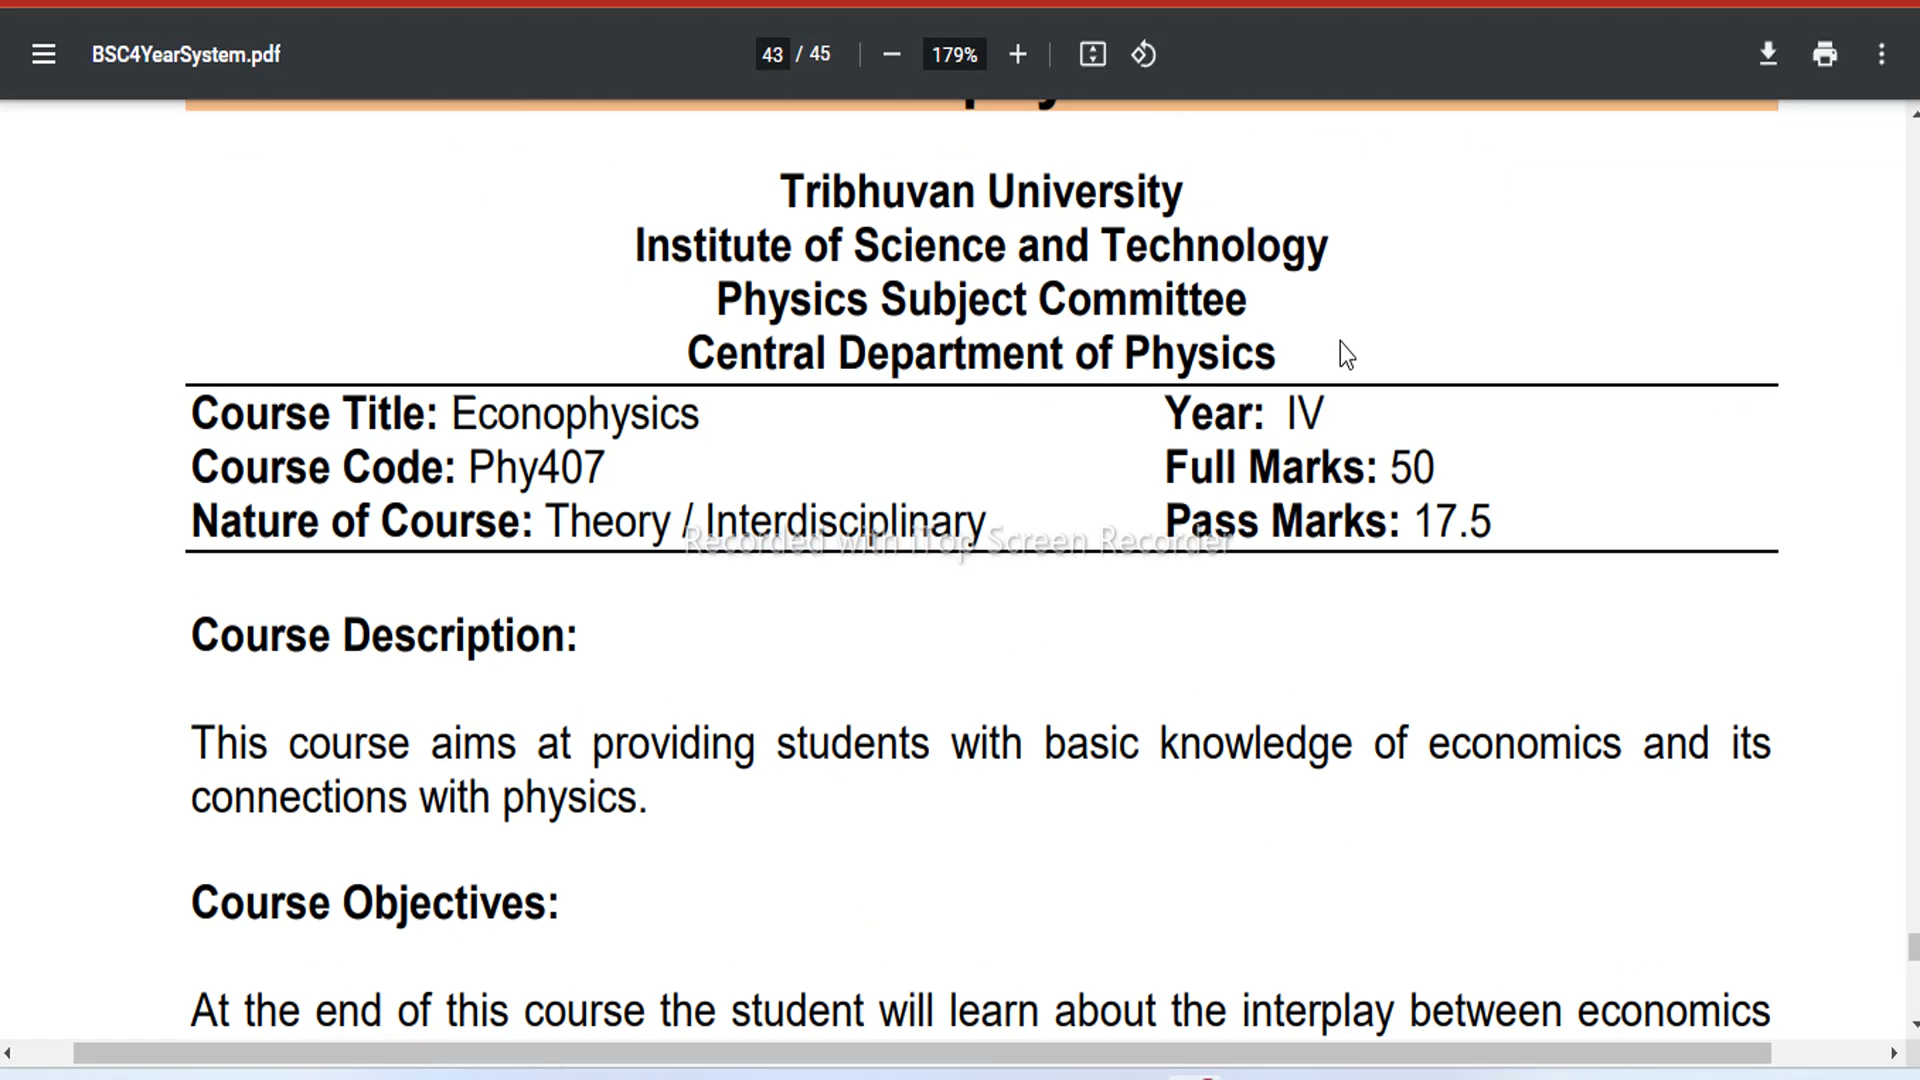 BSC4YearSystem.pdf
43 / 45
179%
Tribhuvan University
Institute of Science and Technology
Physics Subject Committee
Central Department of Physics
Course Title: Econophysics Year: IV
Course Code: Phy407 Full Marks: 50
Nature of Course: Theory / Interdisciplinary Pass Marks: 17.5
Recorded with iTop Screen Recorder
Course Description:
This course aims at providing students with basic knowledge of economics and its
connections with physics.
Course Objectives:
At the end of this course the student will learn about the interplay between economics